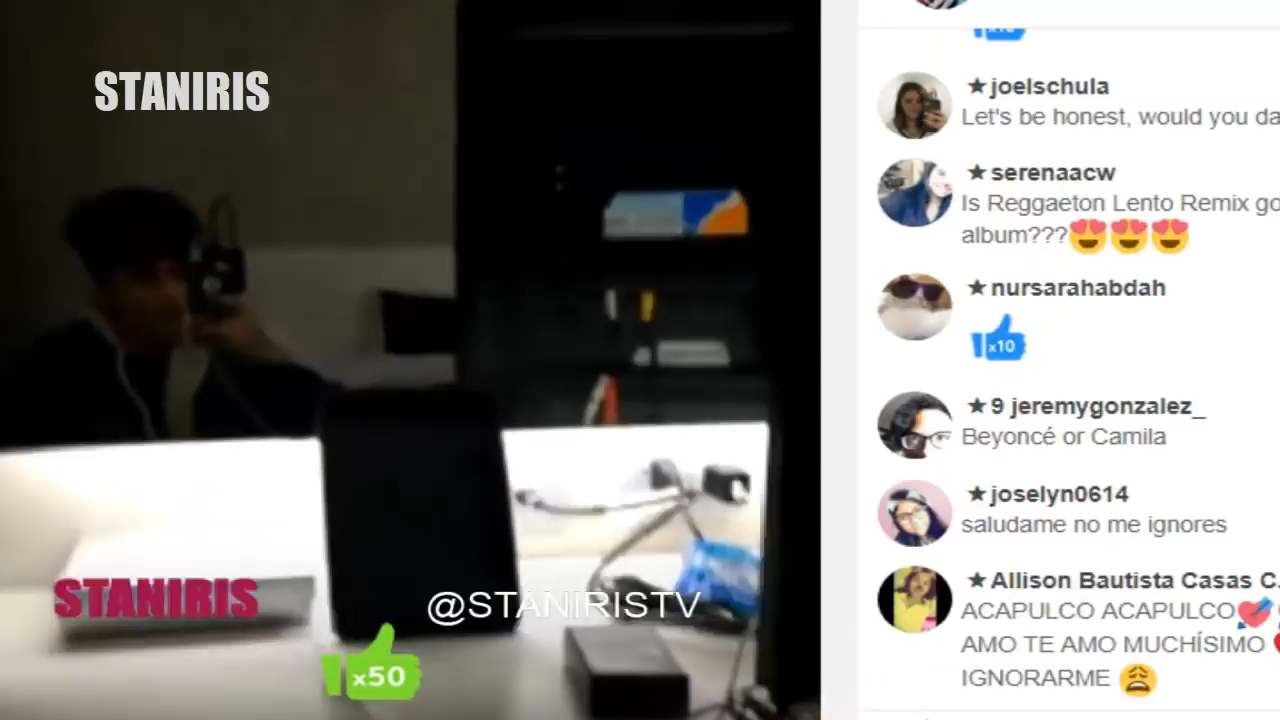 STANIRIS
STANIRIS
@STANIRISTV
x50
★joelschula
Let's be honest, would you da
★serenaacw
Is Reggaeton Lento Remix go
album???😍😍😍
★nursarahabdah
x10
★9 jeremygonzalez_
Beyoncé or Camila
★joselyn0614
saludame no me ignores
★Allison Bautista Casas C.
ACAPULCO ACAPULCO💘
AMO TE AMO MUCHÍSIMO
IGNORARME 😩